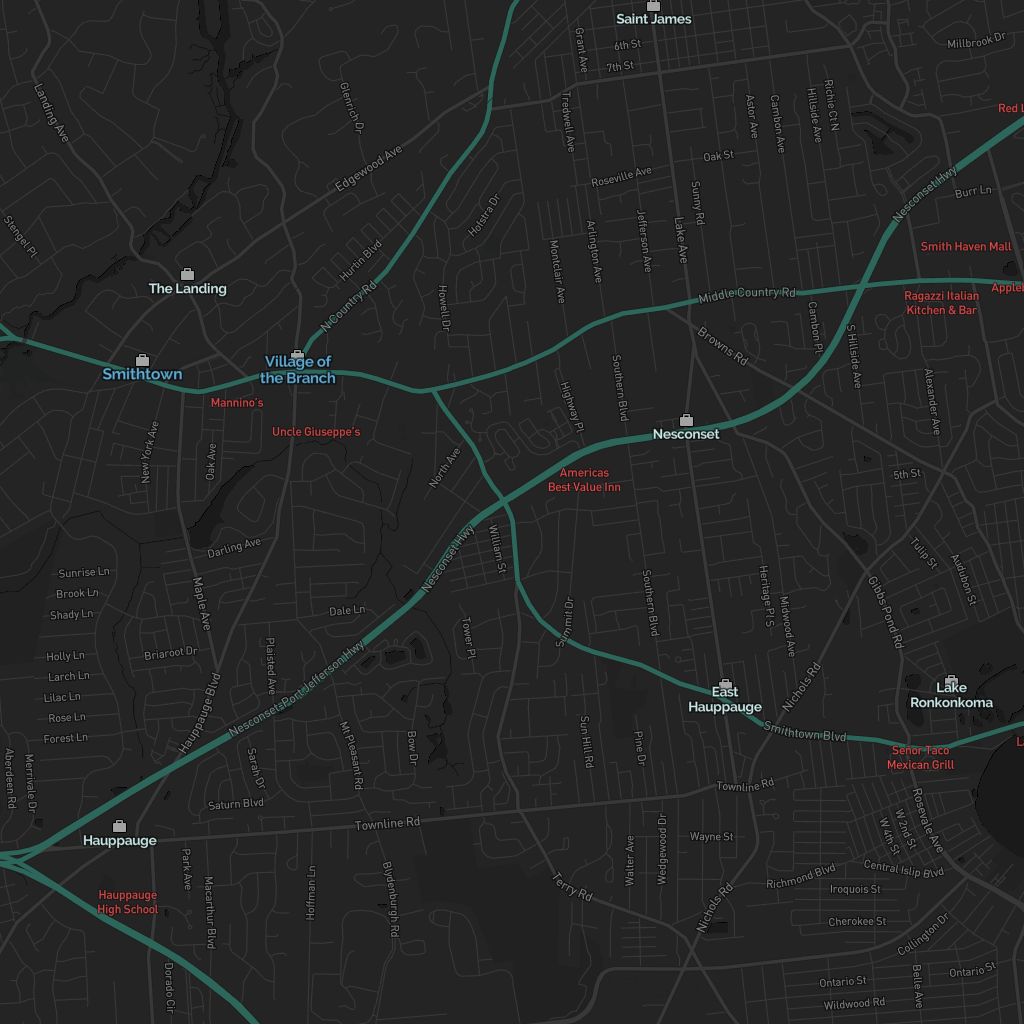 Saint James
Grant Ave
6th St
7th St
Millbrook Dr
Landing Ave
Glenrich Dr
Tredwell Ave
Astor Ave
Cambon Ave
Hillside Ave
Richie Ct N
Edgewood Ave
Oak St
Roseville Ave
Sunny Rd
Nesconset Hwy
Burr Ln
Stengel Pl
Hofstra Dr
Hurtin Blvd
Montclair Ave
Arlington Ave
Jefferson Ave
Lake Ave
Smith Haven Mall
The Landing
N Country Rd
Howell Dr
Middle Country Rd
Ragazzi Italian
Kitchen & Bar
Cambon Pl
S Hillside Ave
Browns Rd
Village of
the Branch
Smithtown
Mannino's
Uncle Giuseppe's
Highway Pl
Southern Blvd
Alexander Ave
Nesconset
New York Ave
Oak Ave
North Ave
Americas
Best Value Inn
5th St
Darling Ave
Nesconset Hwy
William St
Tulip St
Audubon St
Sunrise Ln
Brook Ln
Shady Ln
Maple Ave
Dale Ln
Tower Pl
Summit Dr
Southern Blvd
Heritage Pl S
Midwood Ave
Gibbs Pond Rd
Holly Ln
Larch Ln
Lilac Ln
Rose Ln
Forest Ln
Briaroot Dr
Plaisted Ave
Nesconset-Port Jefferson Hwy
Hauppauge Blvd
East
Hauppauge
Nichols Rd
Lake
Ronkonkoma
Smithtown Blvd
Señor Taco
Mexican Grill
Aberdeen Rd
Merrivale Dr
Sarah Dr
Mt Pleasant Rd
Bow Dr
Sun Hill Rd
Pine Dr
Townline Rd
Saturn Blvd
Townline Rd
Hauppauge
Wayne St
W 4th St
W 2nd St
Rosevale Ave
Park Ave
Macarthur Blvd
Hoffman Ln
Blydenburg Rd
Terry Rd
Walter Ave
Wedgewood Dr
Richmond Blvd
Central Islip Blvd
Iroquois St
Hauppauge
High School
Nichols Rd
Cherokee St
Collington Dr
Dorado Cir
Ontario St
Belle Ave
Ontario St
Wildwood Rd